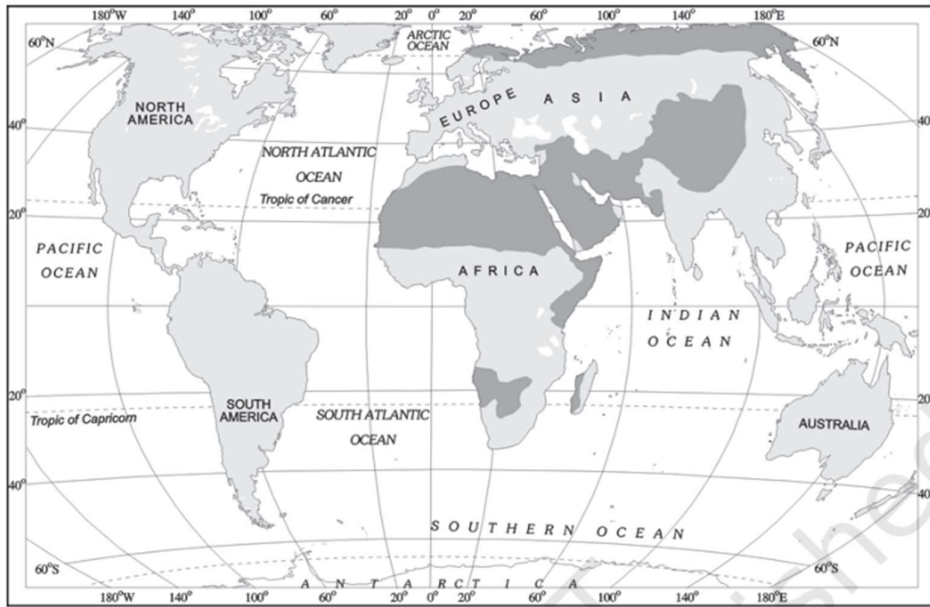 180°W 140° 100° 60° 20° 0° 20° 60° 100° 140° 180°E
60°N
ARCTIC
OCEAN
60°N
NORTH
AMERICA
EUROPE
ASIA
40°
40
NORTH ATLANTIC
OCEAN
Tropic of Cancer
20°
20
PACIFIC
OCEAN
AFRICA
PACIFIC
OCEAN
INDIAN
OCEAN
20°
20
Tropic of Capricorn
SOUTH
AMERICA
SOUTH ATLANTIC
OCEAN
AUSTRALIA
40°
40
SOUTHERN OCEAN
60°S
60°S
ANTARCTICA
180°W 140° 100° 60° 20° 0° 20° 60° 100° 140° 180°E